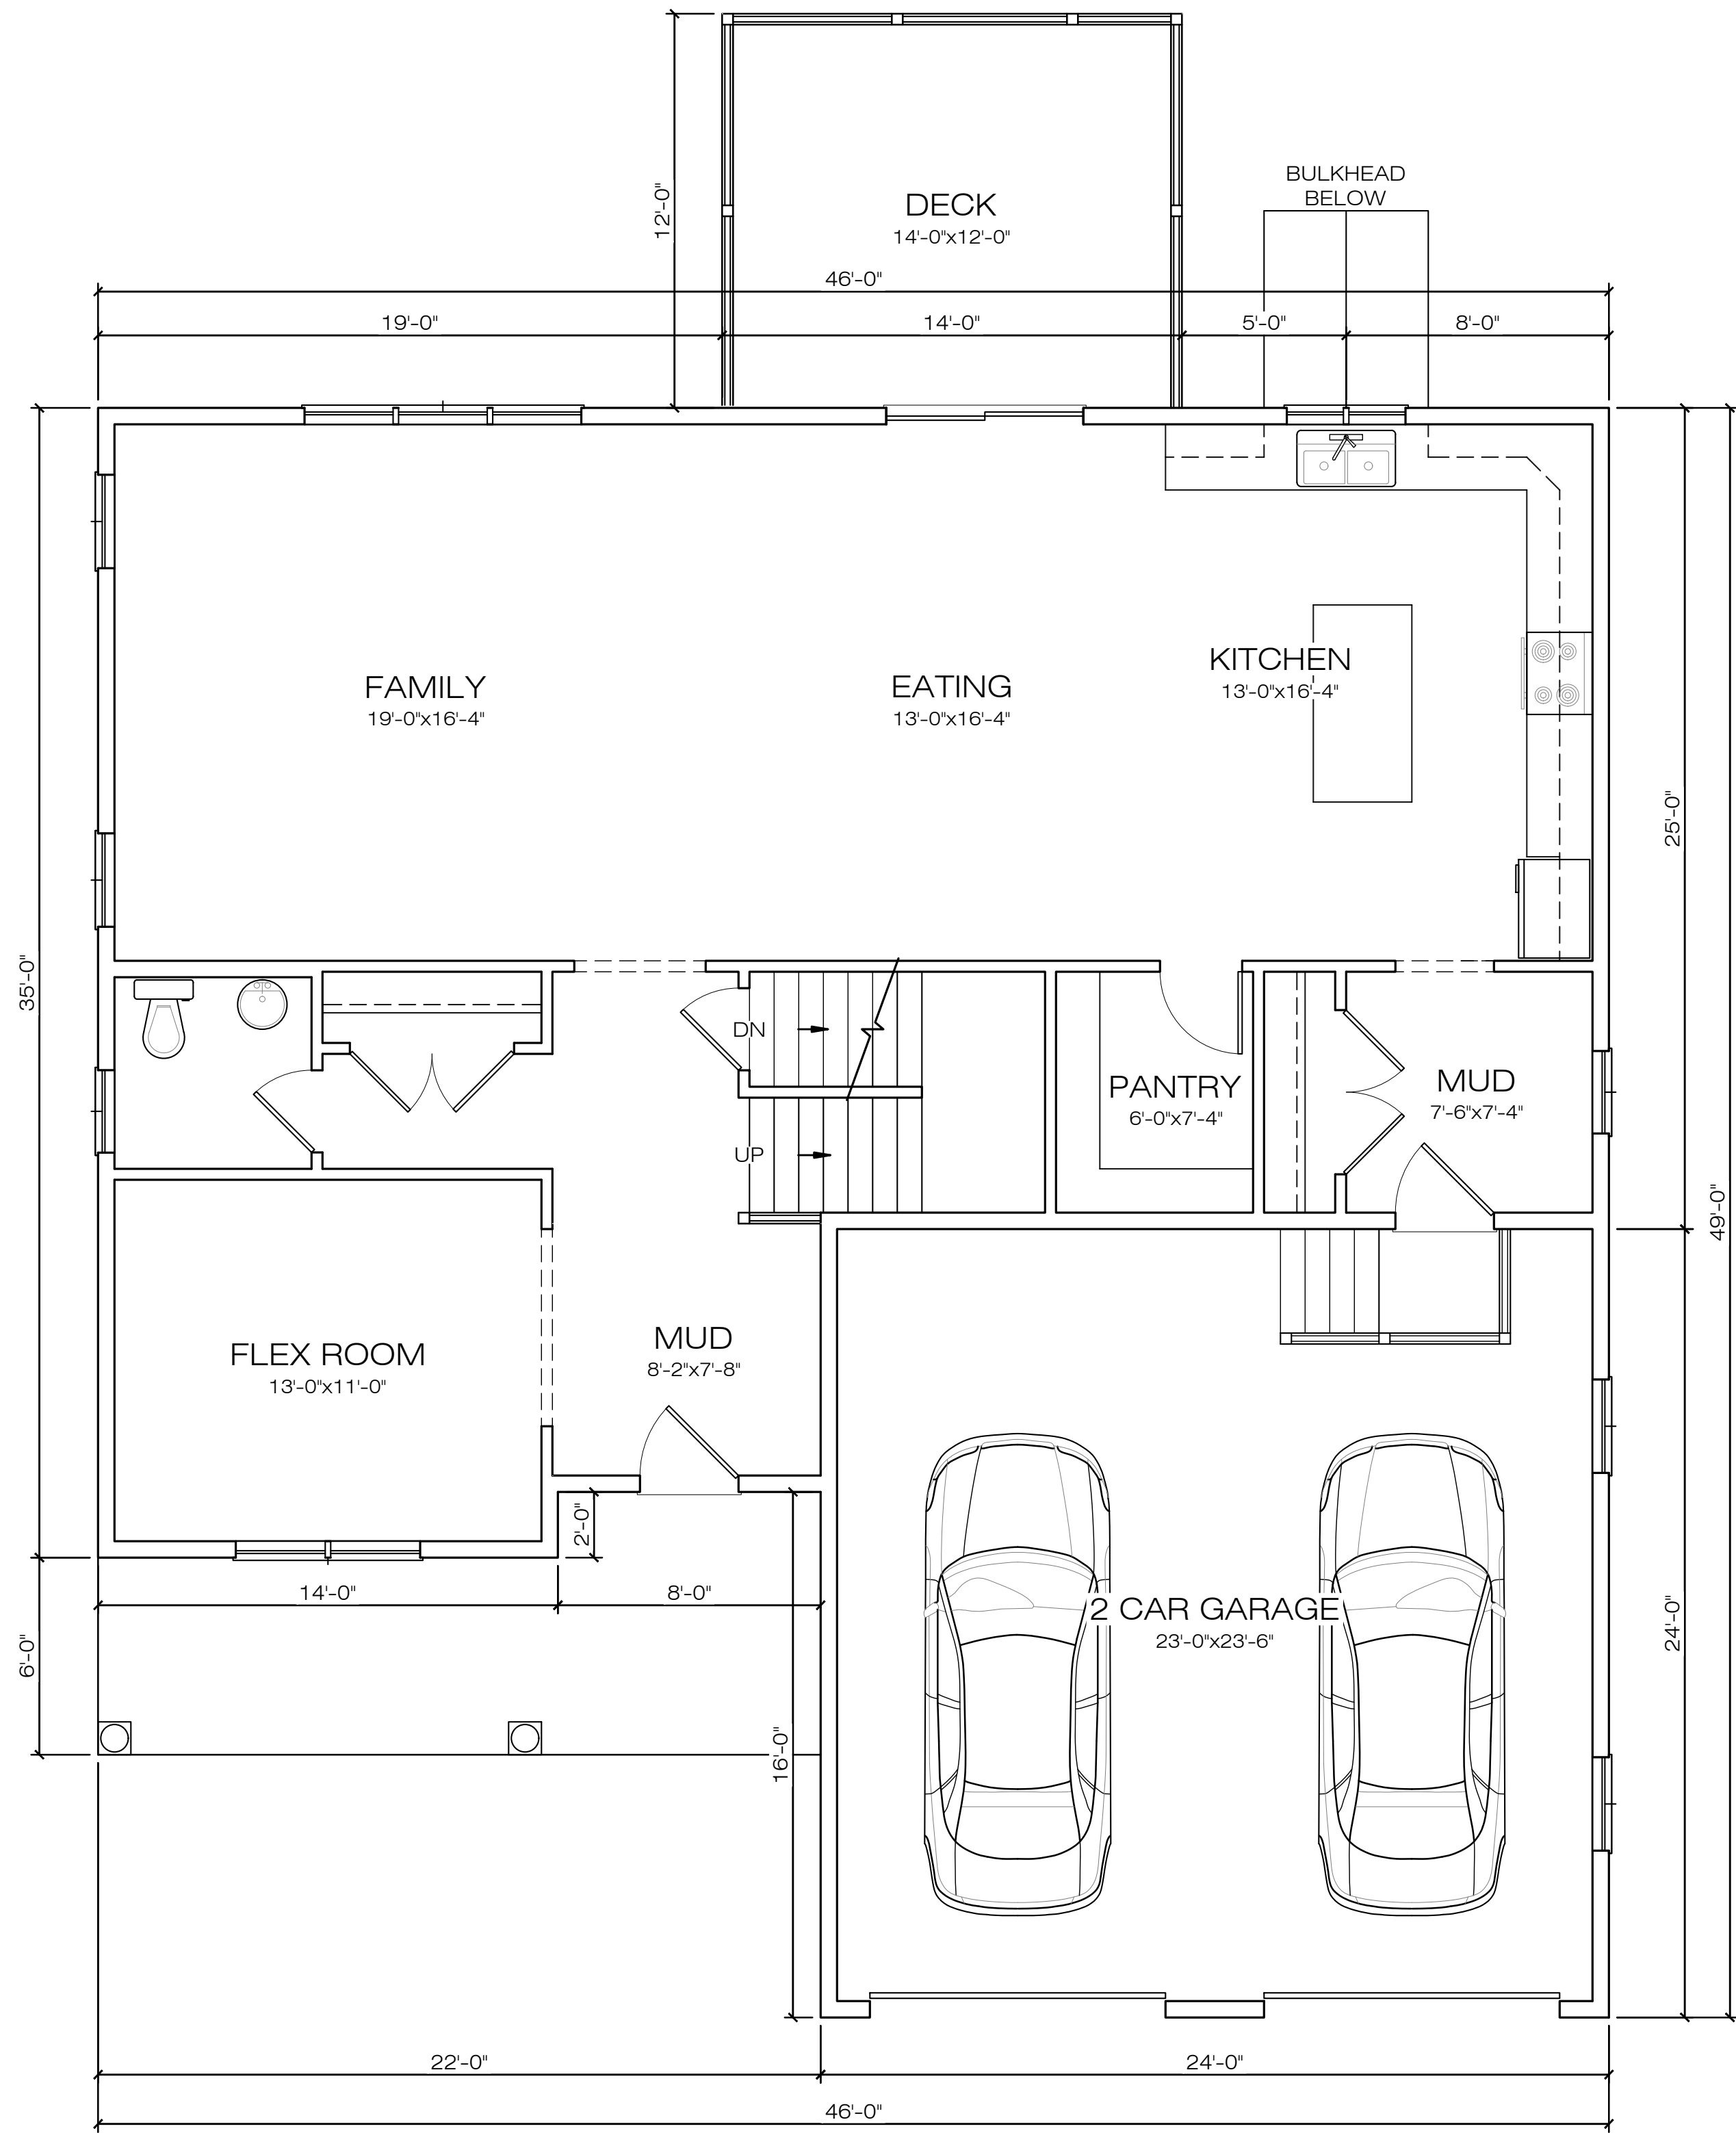 BULKHEAD
BELOW
12'-0"
DECK
14'-0"x12'-0"
46'-0"
19'-0"
14'-0"
5'-0"
8'-0"
FAMILY
19'-0"x16'-4"
EATING
13'-0"x16'-4"
KITCHEN
13'-0"x16'-4"
25'-0"
35'-0"
DN
UP
PANTRY
6'-0"x7'-4"
MUD
7'-6"x7'-4"
49'-0"
FLEX ROOM
13'-0"x11'-0"
MUD
8'-2"x7'-8"
2'-0"
14'-0"
8'-0"
2 CAR GARAGE
23'-0"x23'-6"
24'-0"
6'-0"
16'-0"
22'-0"
24'-0"
46'-0"